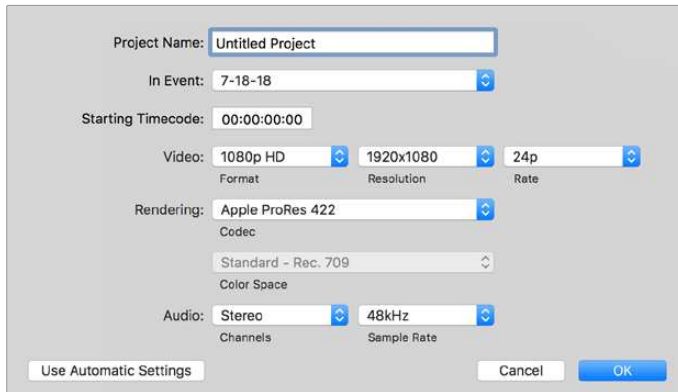 Project Name: Untitled Project
In Event: 7-18-18
Starting Timecode: 00:00:00:00
Video: 1080p HD 1920x1080 24p
Format Resolution Rate
Rendering: Apple ProRes 422
Codec
Standard - Rec. 709
Color Space
Audio: Stereo 48kHz
Channels Sample Rate
Use Automatic Settings Cancel OK